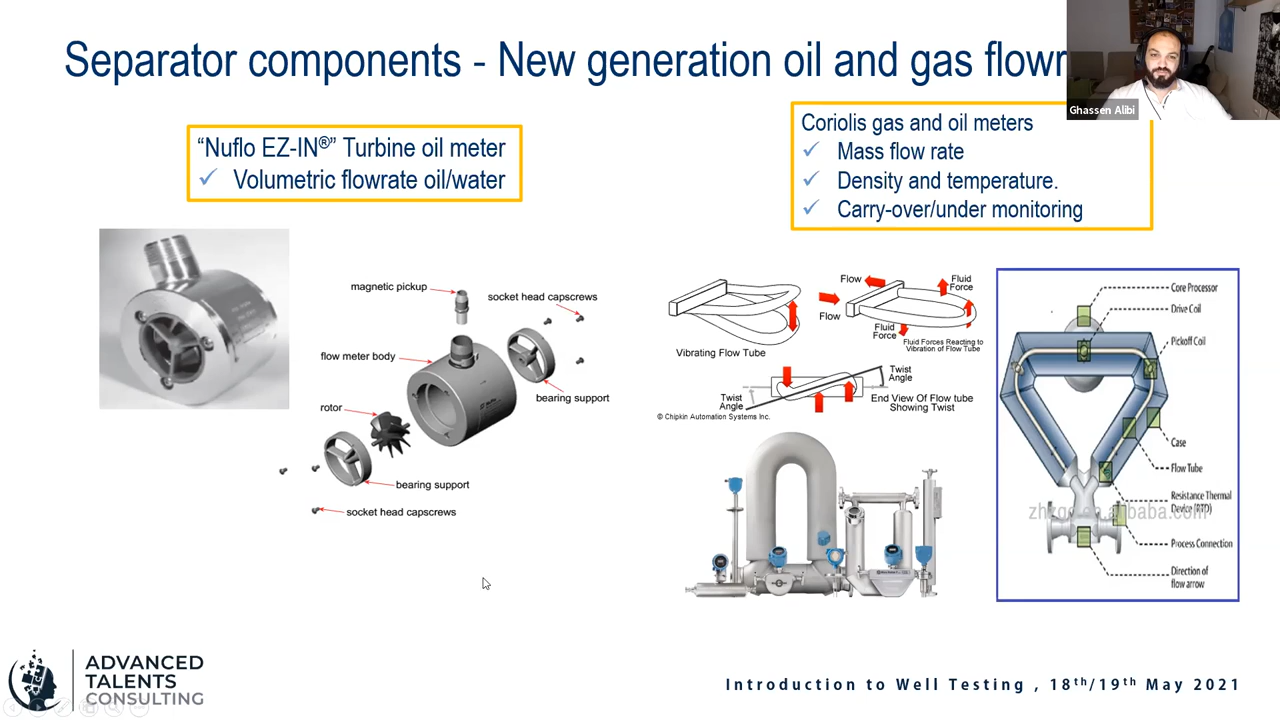 Separator components - New generation oil and gas flowr
Ghassen Alibi
“Nuflo EZ-IN®” Turbine oil meter
✓ Volumetric flowrate oil/water
Coriolis gas and oil meters
✓ Mass flow rate
✓ Density and temperature.
✓ Carry-over/under monitoring
magnetic pickup
socket head capscrews
flow meter body
bearing support
rotor
bearing support
socket head capscrews
Vibrating Flow Tube
Flow
Fluid
Force
Flow
Fluid
Force
Fluid Forces Reacting to
Vibration of Flow Tube
Twist
Angle
Twist
Angle
End View Of Flow tube
Showing Twist
© Chipkin Automation Systems Inc.
Core Processor
Drive Coil
Pickoff Coil
Case
Flow Tube
Resistance Thermal
Device (RTD)
Process Connection
Direction of
flow arrow
ADVANCED
TALENTS
CONSULTING
Introduction to Well Testing , 18th/19th May 2021